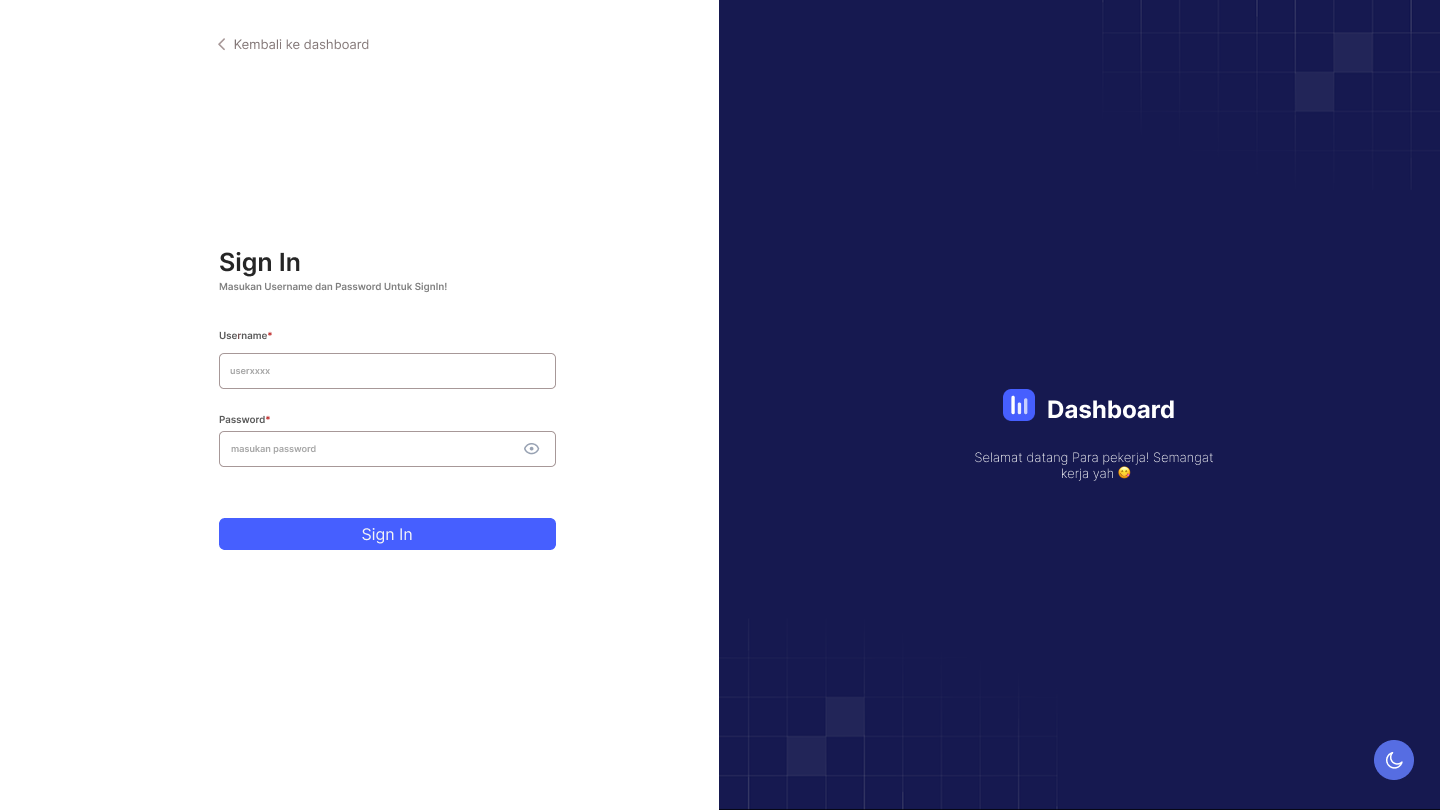 Kembali ke dashboard
Sign In
Masukan Username dan Password Untuk SignIn!
Username*
userxxxx
Password*
masukan password
Sign In
Dashboard
Selamat datang Para pekerja! Semangat
kerja yah 😋